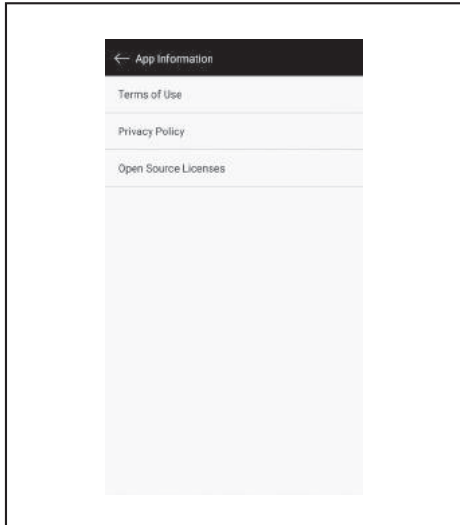 ← App Information
Terms of Use
Privacy Policy
Open Source Licenses